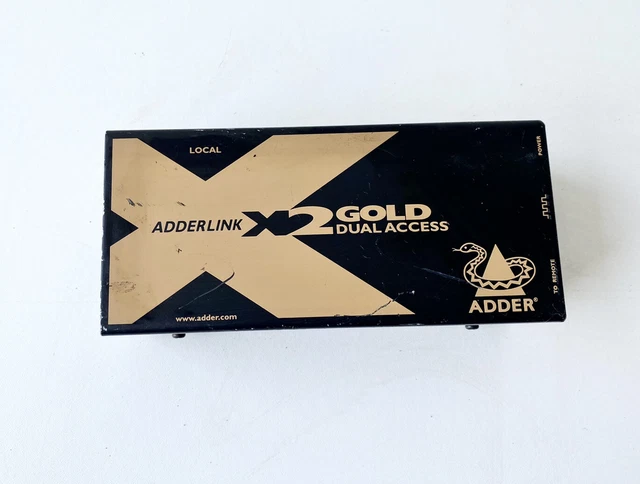 LOCAL
ADDERLINK X2 GOLD
DUAL ACCESS
ADDER®
www.adder.com
POWER
TO REMOTE